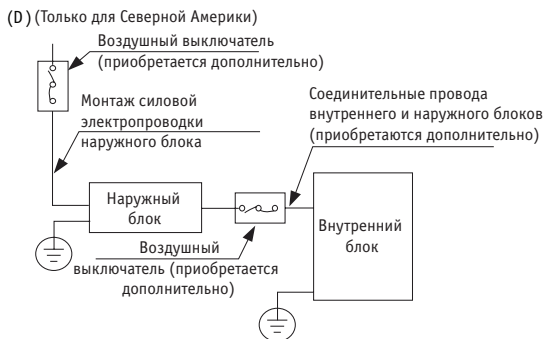 (D) (Только для Северной Америки)
Воздушный выключатель
(приобретается дополнительно)
Монтаж силовой
электропроводки
наружного блока
Соединительные провода
внутреннего и наружного блоков
(приобретаются дополнительно)
Наружный
блок
Воздушный
выключатель (приобретается
дополнительно)
Внутренний
блок